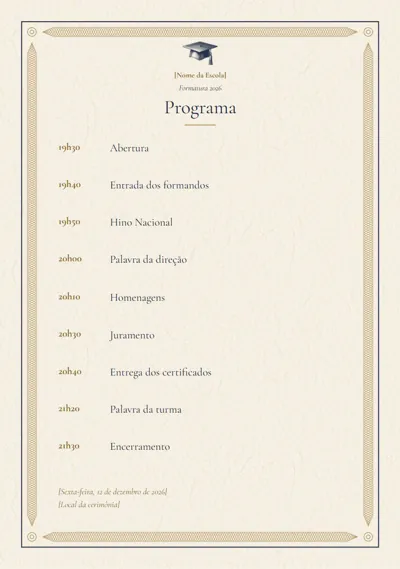 [Nome da Escola]
Formatura 2026
Programa
19h30 Abertura
19h40 Entrada dos formandos
19h50 Hino Nacional
20h00 Palavra da direção
20h10 Homenagens
20h30 Juramento
20h40 Entrega dos certificados
21h20 Palavra da turma
21h30 Encerramento
[Sexta-feira, 12 de dezembro de 2026]
[Local da cerimônia]